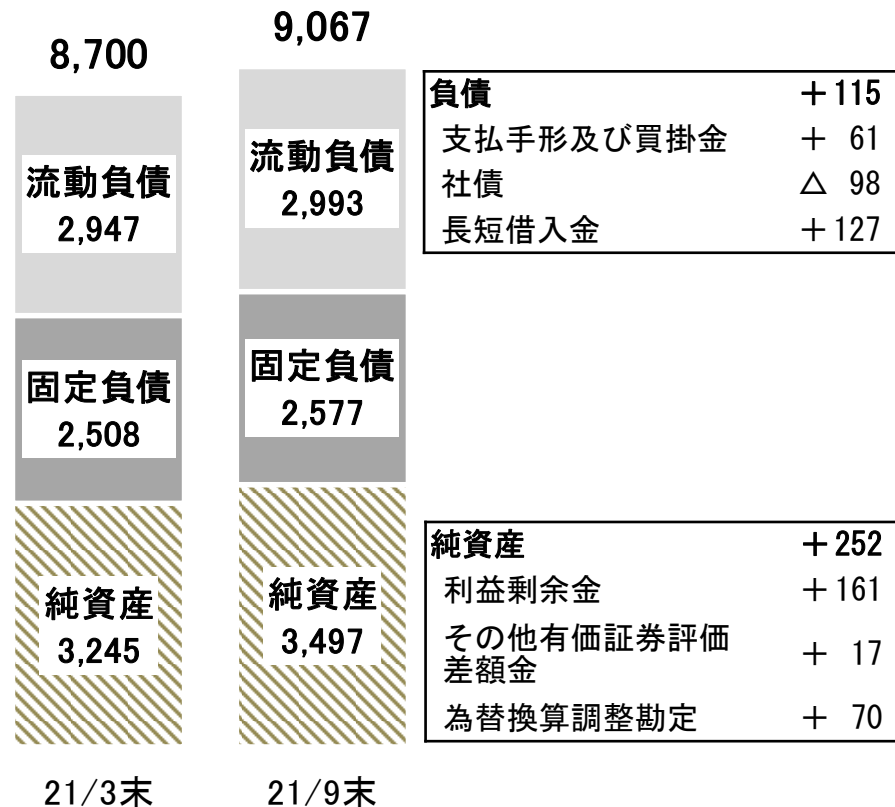 8,700
流動負債
2,947
固定負債
2,508
純資産
3,245
21/3末
9,067
流動負債
2,993
固定負債
2,577
純資産
3,497
21/9末
負債 +115
支払手形及び買掛金 + 61
社債 △ 98
長短借入金 +127
純資産 +252
利益剰余金 +161
その他有価証券評価
差額金 + 17
為替換算調整勘定 + 70